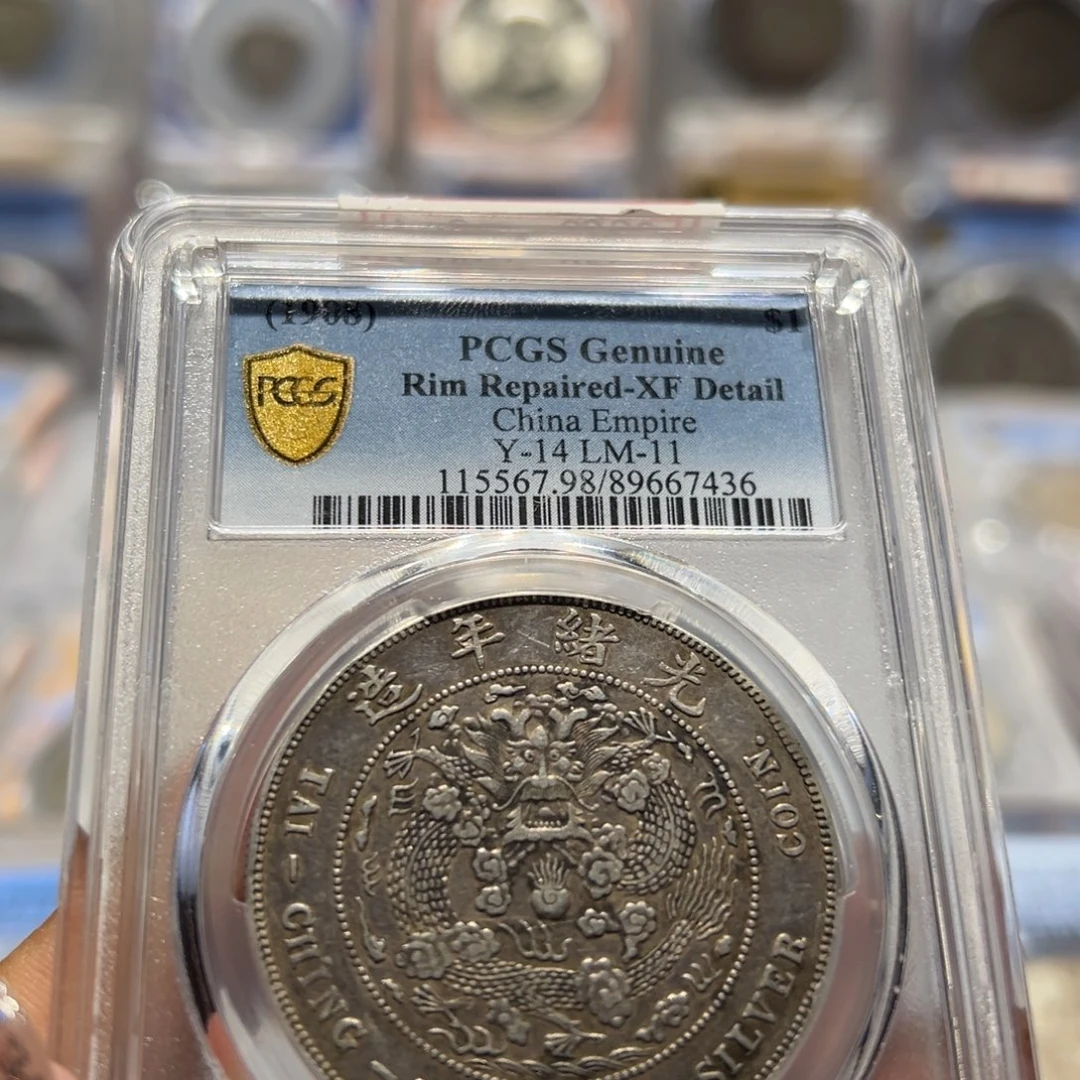 (1908) $1
PCGS Genuine
PCGS
Rim Repaired-XF Detail
China Empire
Y-14 LM-11
115567.98/89667436
造年緒光
TAI-CHING-
SILVER
COIN.